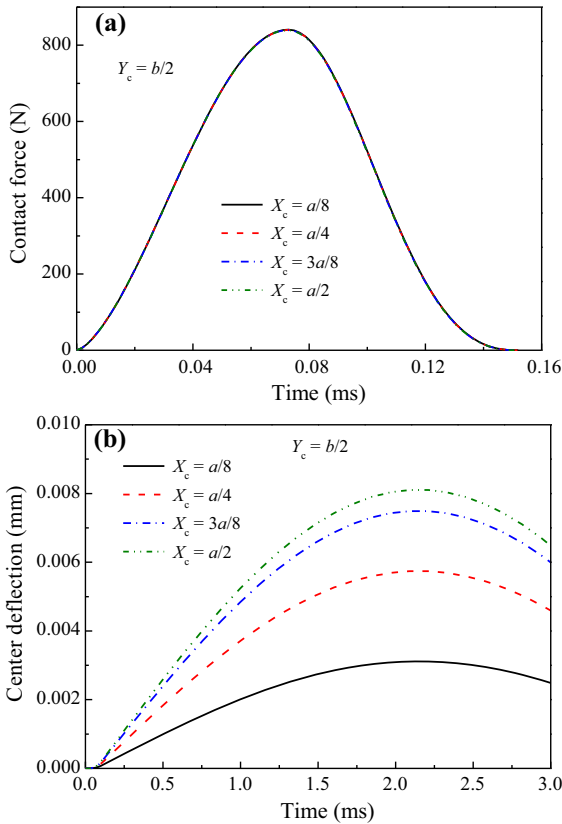 (a)
Y_c = b/2
800
600
400
200
0
Contact force (N)
X_c = a/8
X_c = a/4
X_c = 3a/8
X_c = a/2
0.00 0.04 0.08 0.12 0.16
Time (ms)
(b)
Y_c = b/2
0.010
0.008
0.006
0.004
0.002
0.000
Center deflection (mm)
X_c = a/8
X_c = a/4
X_c = 3a/8
X_c = a/2
0.0 0.5 1.0 1.5 2.0 2.5 3.0
Time (ms)